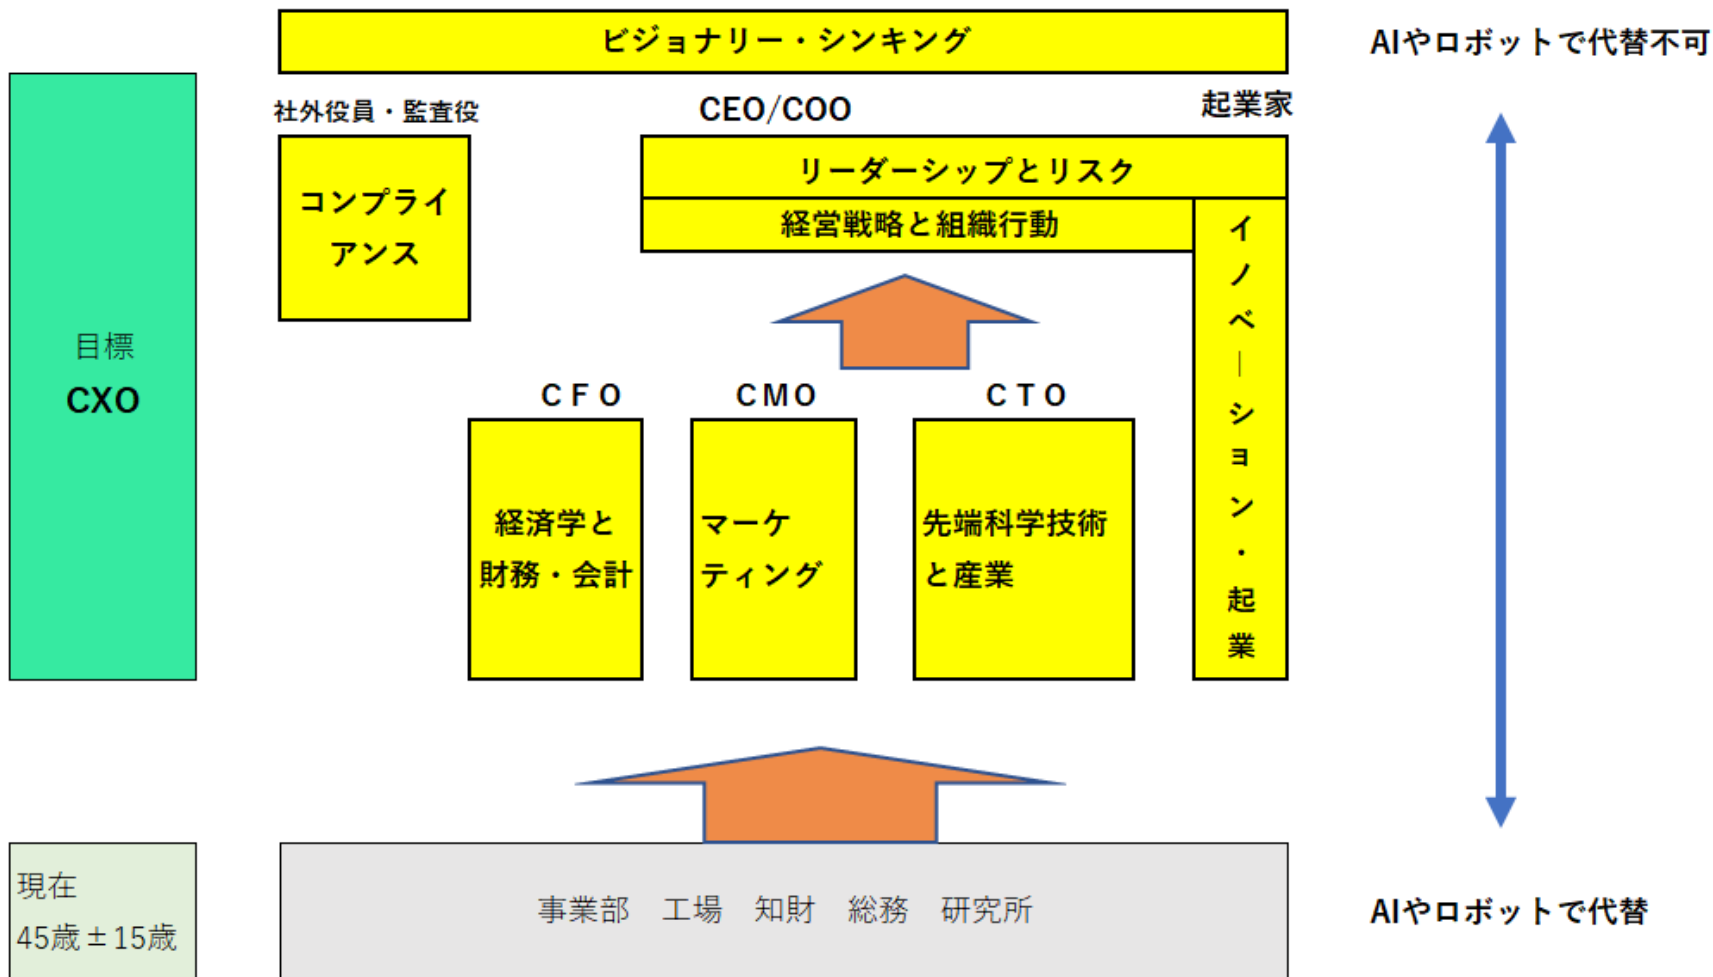 ビジョナリー・シンキング
AIやロボットで代替不可
社外役員・監査役
CEO/COO
起業家
コンプライ
アンス
リーダーシップとリスク
経営戦略と組織行動
イノベーション・起業
目標
CXO
CFO
CMO
CTO
経済学と
財務・会計
マーケ
ティング
先端科学技術
と産業
現在
45歳±15歳
事業部 工場 知財 総務 研究所
AIやロボットで代替